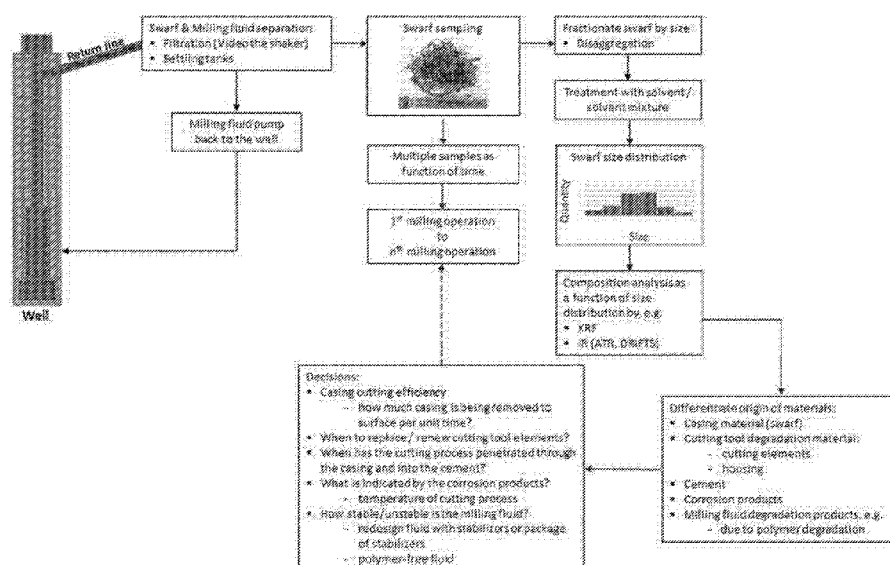 Return line
Well
Swarf & Milling fluid separation:
• Filtration (Video the shaker)
• Settling tanks
Milling fluid pump
back to the well
Swarf sampling
Multiple samples as
function of time
1st milling operation
to
nth milling operation
Fractionate swarf by size
• Disaggregation
Treatment with solvent/
solvent mixture
Swarf size distribution
Quantity
Size
Composition analysis as
a function of size
distribution by, e.g.
• XRF
• IR (ATR, DRIFTS)
Differentiate origin of materials:
• Casing material (swarf)
• Cutting tool degradation material:
– cutting elements
– housing
• Cement
• Corrosion products
• Milling fluid degradation products, e.g.
– due to polymer degradation
Decisions:
• Casing cutting efficiency
– how much casing is being removed to
surface per unit time?
• When to replace/ renew cutting tool elements?
• When has the cutting process penetrated through
the casing and into the cement?
• What is indicated by the corrosion products?
– temperature of cutting process
• How stable/unstable is the milling fluid?
– redesign fluid with stabilizers or package
of stabilizers
– polymer-free fluid